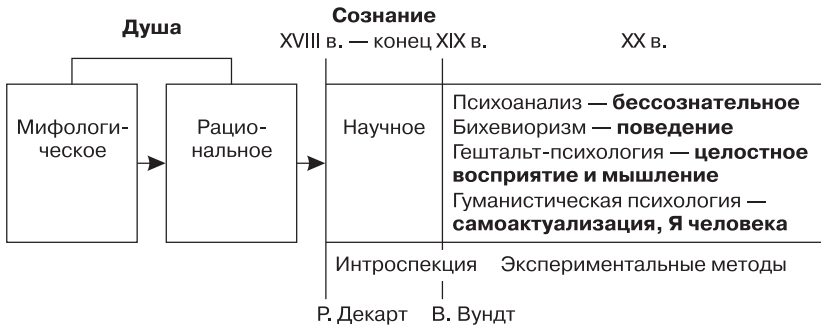 Душа
Сознание
XVIII в. — конец XIX в.
XX в.
Мифологи-
ческое
Рацио-
нальное
Научное
Психоанализ — бессознательное
Бихевиоризм — поведение
Гештальт-психология — целостное
восприятие и мышление
Гуманистическая психология —
самоактуализация, Я человека
Интроспекция
Экспериментальные методы
Р. Декарт
В. Вундт